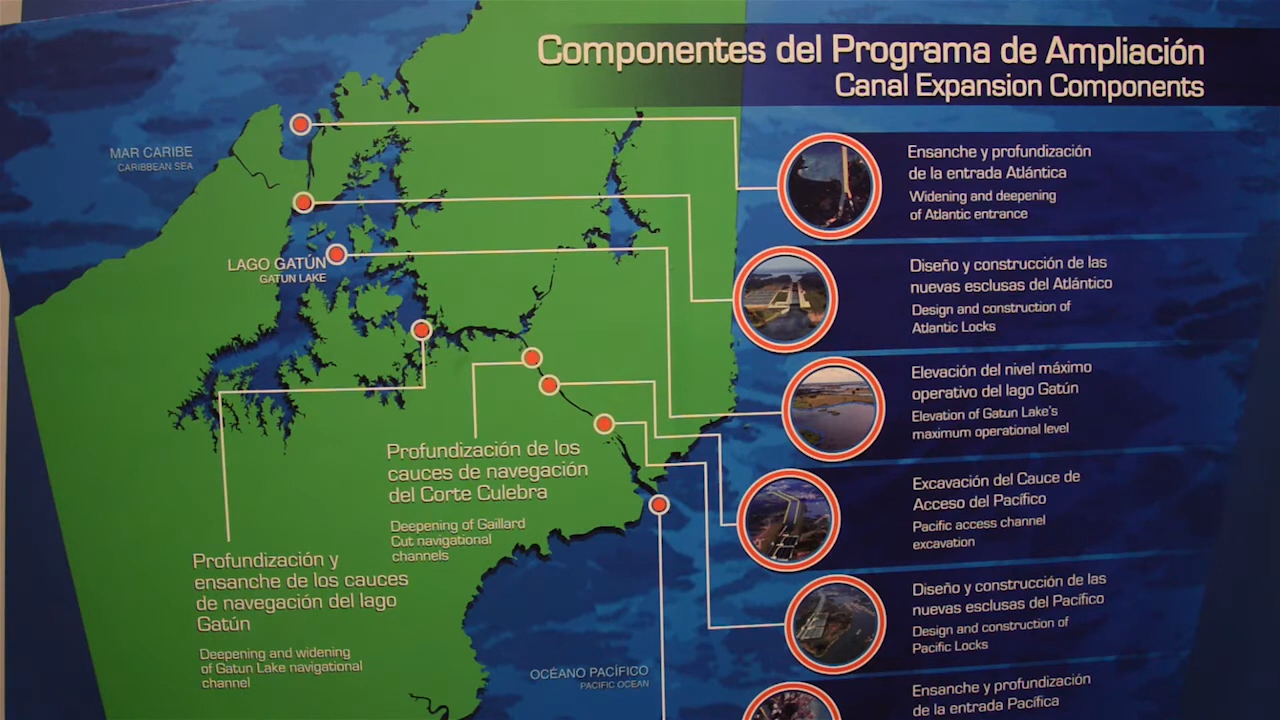 Componentes del Programa de Ampliación
Canal Expansion Components
MAR CARIBE
CARIBBEAN SEA
LAGO GATÚN
GATUN LAKE
Profundización de los
cauces de navegación
del Corte Culebra
Deepening of Gaillard
Cut navigational
channels
Profundización y
ensanche de los cauces
de navegación del lago
Gatún
Deepening and widening
of Gatun Lake navigational
channel
OCÉANO PACÍFICO
PACIFIC OCEAN
Ensanche y profundización
de la entrada Atlántica
Widening and deepening
of Atlantic entrance
Diseño y construcción de las
nuevas esclusas del Atlántico
Design and construction of
Atlantic Locks
Elevación del nivel máximo
operativo del lago Gatún
Elevation of Gatun Lake's
maximum operational level
Excavación del Cauce de
Acceso del Pacífico
Pacific access channel
excavation
Diseño y construcción de las
nuevas esclusas del Pacífico
Design and construction of
Pacific Locks
Ensanche y profundización
de la entrada Pacífica